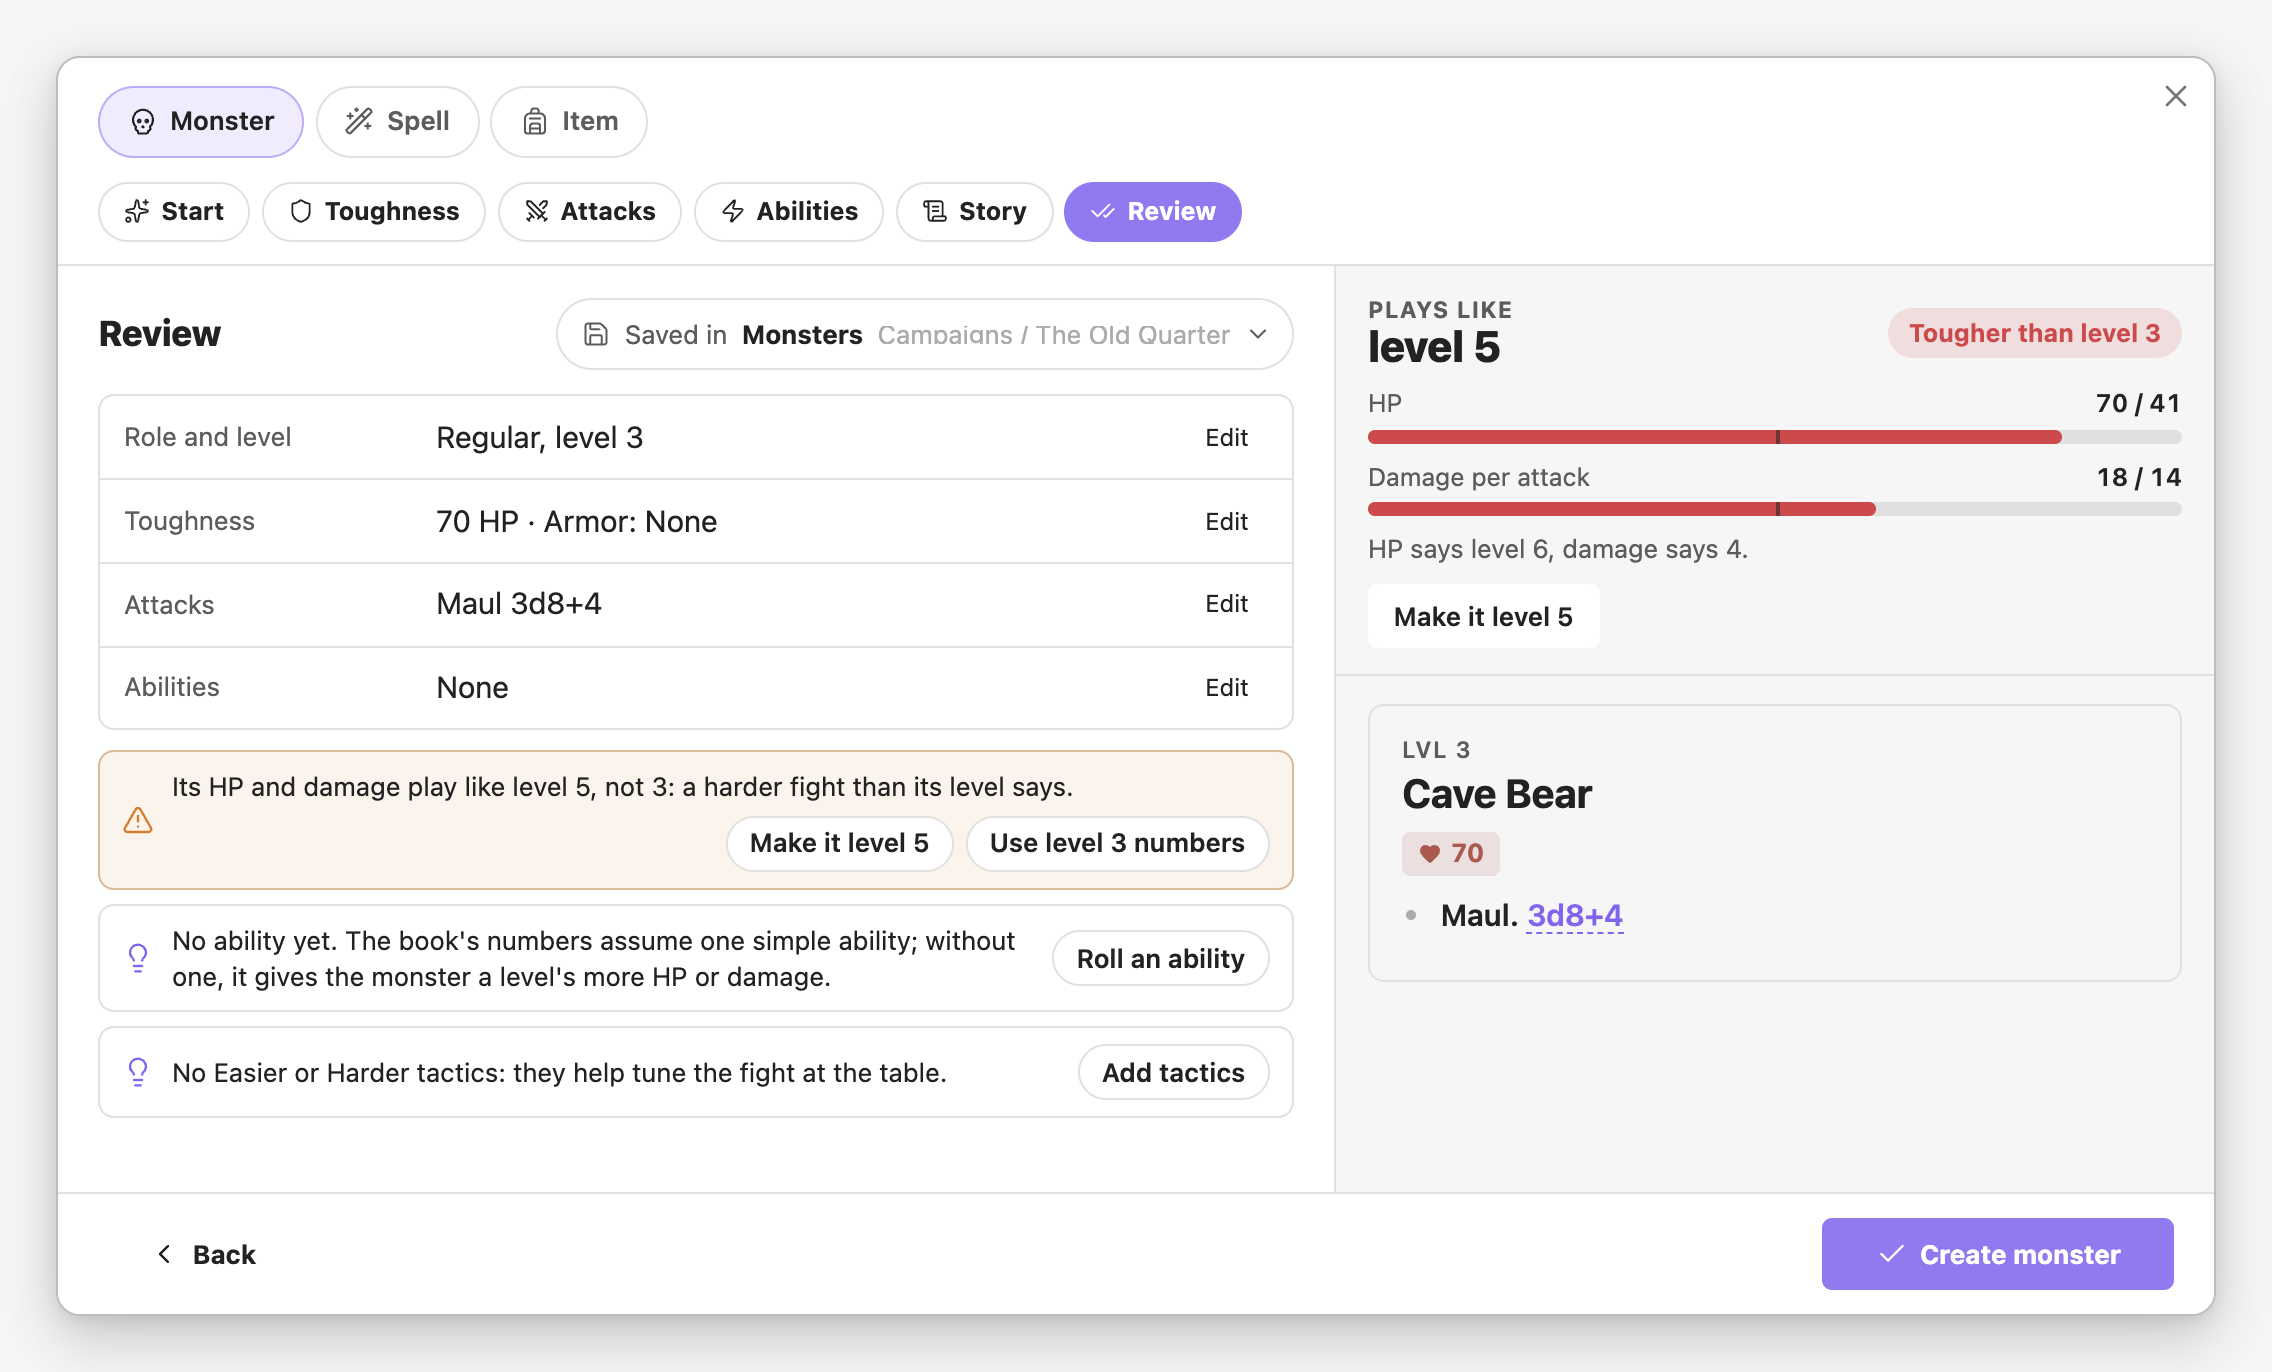 Monster
Spell
Item
Start
Toughness
Attacks
Abilities
Story
Review
Review
Saved in Monsters Campaigns / The Old Quarter
Role and level
Regular, level 3
Edit
Toughness
70 HP · Armor: None
Edit
Attacks
Maul 3d8+4
Edit
Abilities
None
Edit
Its HP and damage play like level 5, not 3: a harder fight than its level says.
Make it level 5
Use level 3 numbers
No ability yet. The book's numbers assume one simple ability; without
one, it gives the monster a level's more HP or damage.
Roll an ability
No Easier or Harder tactics: they help tune the fight at the table.
Add tactics
PLAYS LIKE
level 5
Tougher than level 3
HP
70 / 41
Damage per attack
18 / 14
HP says level 6, damage says 4.
Make it level 5
LVL 3
Cave Bear
70
Maul. 3d8+4
Back
Create monster